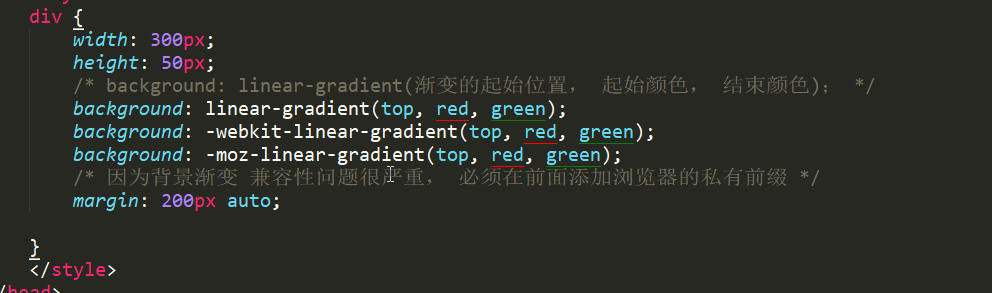 div {
width: 300px;
height: 50px;
/* background: linear-gradient(渐变的起始位置， 起始颜色， 结束颜色)； */
background: linear-gradient(top, red, green);
background: -webkit-linear-gradient(top, red, green);
background: -moz-linear-gradient(top, red, green);
/* 因为背景渐变 兼容性问题很严重， 必须在前面添加浏览器的私有前缀 */
margin: 200px auto;
}
</style>
/head>